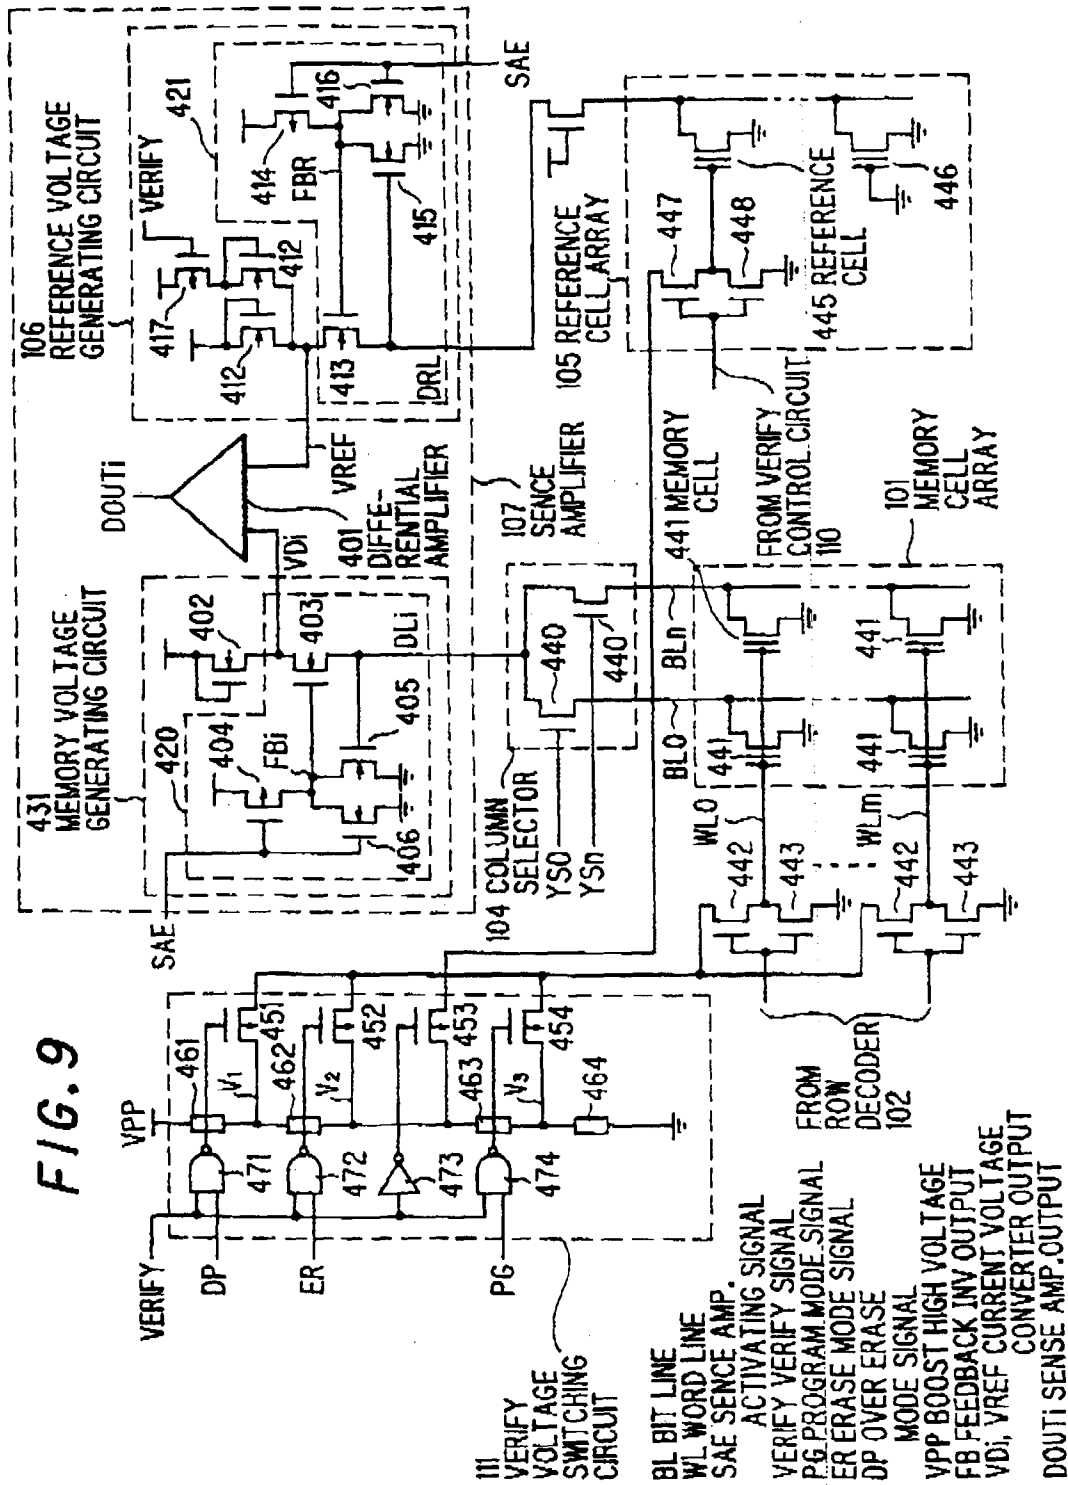 FIG. 9
106
REFERENCE VOLTAGE
GENERATING CIRCUIT
VERIFY
421
417
412
412
414
416
FBR
415
413
DRL
SAE
DOUTi
VREF
VDi
401
DIFFE-
RENTIAL
AMPLIFIER
107
SENCE
AMPLIFIER
431
MEMORY VOLTAGE
GENERATING CIRCUIT
420
402
403
404
FBi
405
406
DLi
SAE
104 COLUMN
SELECTOR
YS0
YSn
440
440
BL0
BLn
105 REFERENCE
CELL ARRAY
447
448
445 REFERENCE
CELL
446
FROM VERIFY
CONTROL CIRCUIT
110
441 MEMORY
CELL
101
MEMORY
CELL
ARRAY
441
441
441
WL0
WLm
442
443
442
443
FROM
ROW
DECODER
102
VPP
461
451
V1
462
452
V2
453
463
454
V3
464
471
472
473
474
VERIFY
DP
ER
PG
111
VERIFY
VOLTAGE
SWITCHING
CIRCUIT
BL BIT LINE
WL WORD LINE
SAE SENCE AMP.
ACTIVATING SIGNAL
VERIFY VERIFY SIGNAL
PG PROGRAM MODE SIGNAL
ER ERASE MODE SIGNAL
DP OVER ERASE
MODE SIGNAL
VPP BOOST HIGH VOLTAGE
FB FEEDBACK INV OUTPUT
VDi, VREF CURRENT VOLTAGE
CONVERTER OUTPUT
DOUTi SENSE AMP. OUTPUT